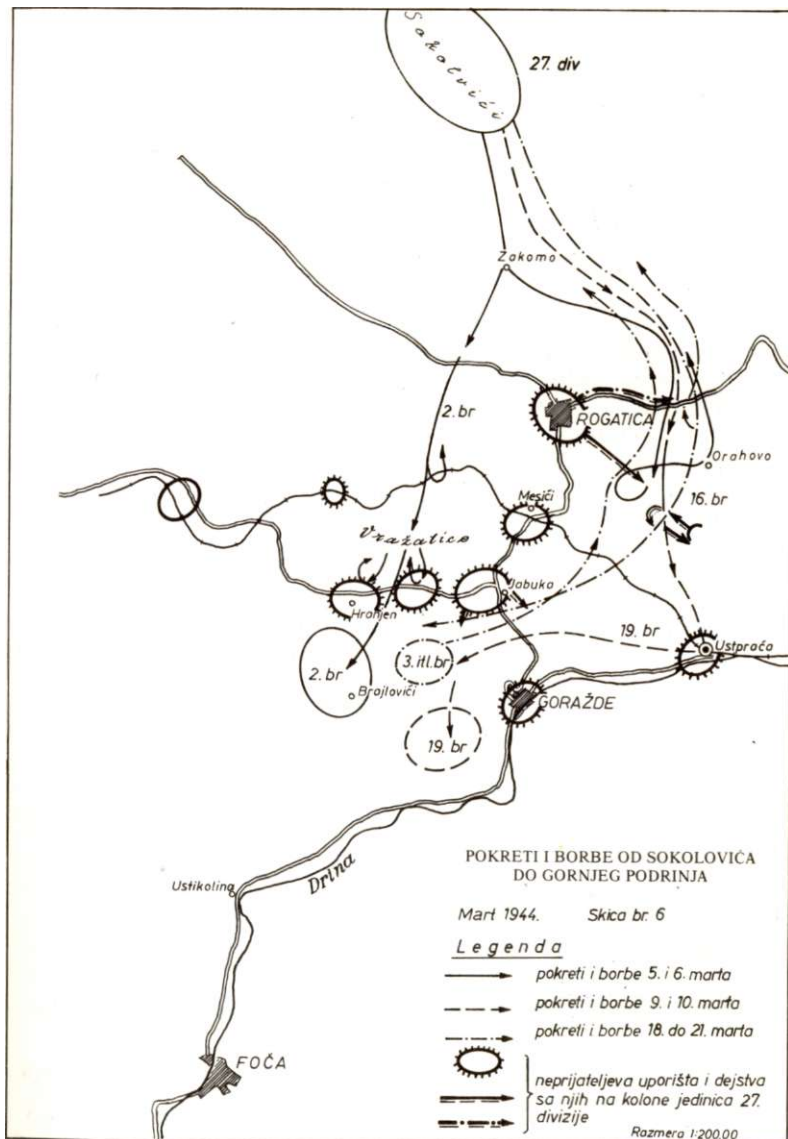 Sokolovići
27. div
Zakomo
2. br
ROGATICA
Orahovo
16. br
Mesići
Vražalice
Jabuka
Hranjen
19. br
Ustprača
3. itl. br
2. br
Brajlovići
GORAŽDE
19. br
POKRETI I BORBE OD SOKOLOVIĆA
DO GORNJEG PODRINJA
Ustikolina
Drina
Mart 1944. Skica br. 6
Legenda
pokreti i borbe 5. i 6. marta
pokreti i borbe 9. i 10. marta
pokreti i borbe 18. do 21. marta
FOČA
neprijateljeva uporišta i dejstva
sa njih na kolone jedinica 27.
divizije
Razmera 1:200.00